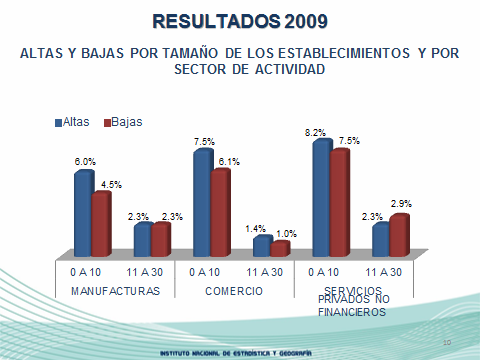 RESULTADOS 2009
ALTAS Y BAJAS POR TAMAÑO DE LOS ESTABLECIMIENTOS Y POR
SECTOR DE ACTIVIDAD
Altas Bajas
6.0% 4.5% 2.3% 2.3% 7.5% 6.1% 1.4% 1.0% 8.2% 7.5% 2.3% 2.9%
0 A 10 11 A 30 0 A 10 11 A 30 0 A 10 11 A 30
MANUFACTURAS COMERCIO SERVICIOS
PRIVADOS NO
FINANCIEROS
10
INSTITUTO NACIONAL DE ESTADÍSTICA Y GEOGRAFÍA